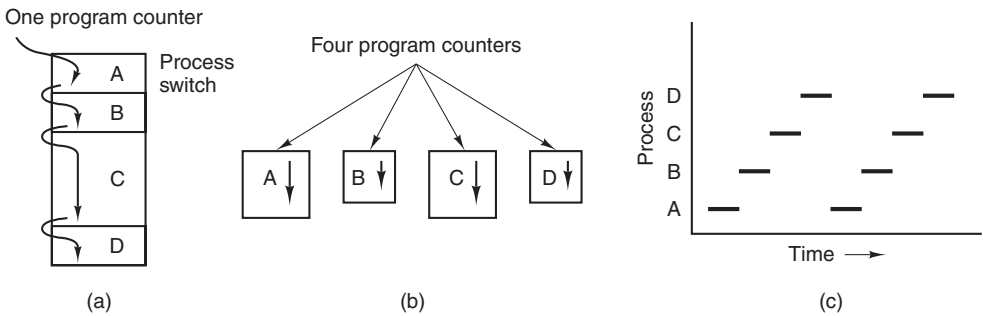 One program counter
Process
switch
A
B
C
D
(a)
Four program counters
A
B
C
D
(b)
Process
D
C
B
A
Time
(c)